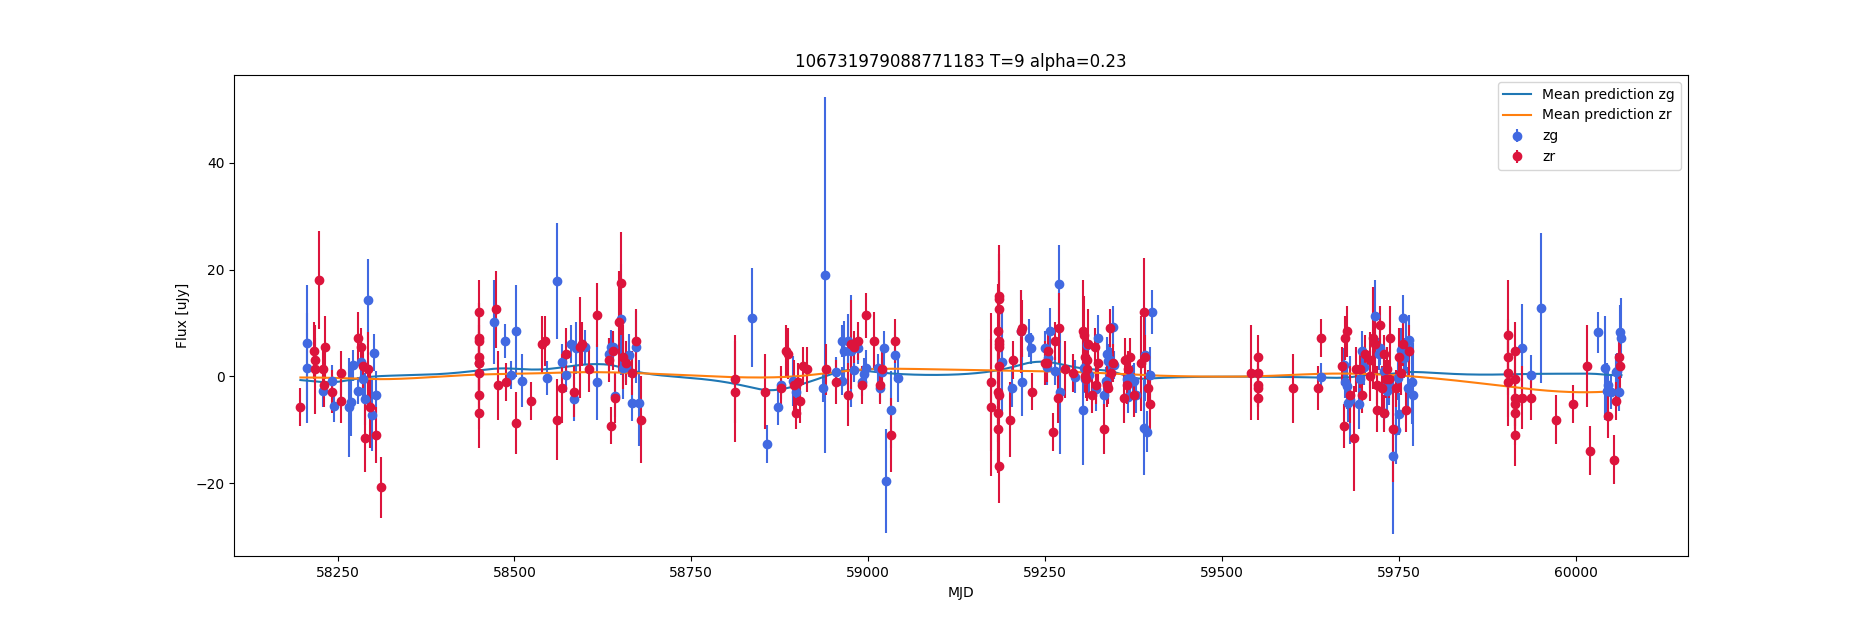 106731979088771183 T=9 alpha=0.23
Mean prediction zg
Mean prediction zr
zg
zr
Flux [uJy]
40
20
0
−20
58250 58500 58750 59000 59250 59500 59750 60000
MJD